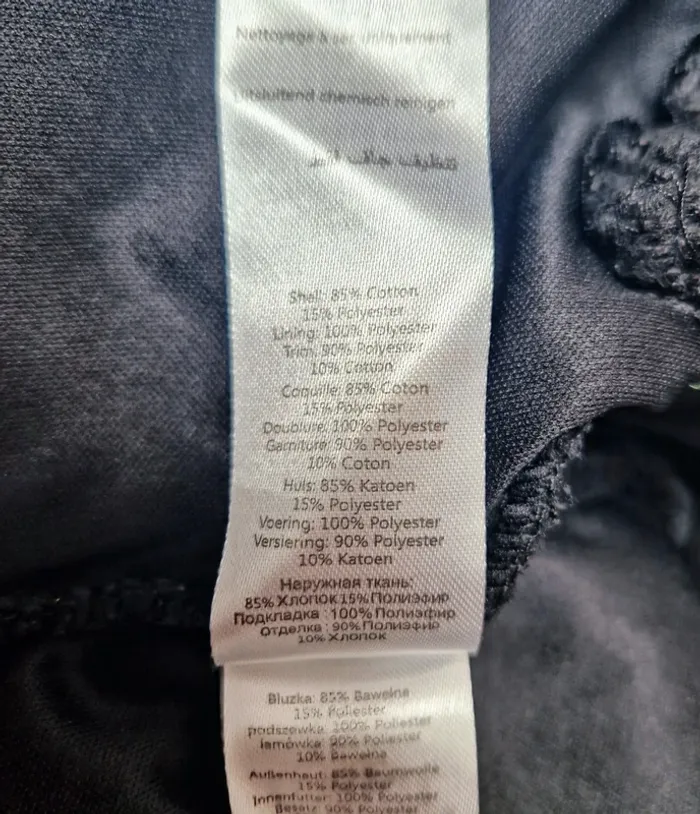 Nettoyage à sec uniquement
Uitsluitend chemisch reinigen
تنظيف جاف فقط
Shell: 85% Cotton
15% Polyester
Lining: 100% Polyester
Trim: 90% Polyester
10% Cotton
Coquille: 85% Coton
15% Polyester
Doublure: 100% Polyester
Garniture: 90% Polyester
10% Coton
Huls: 85% Katoen
15% Polyester
Voering: 100% Polyester
Versiering: 90% Polyester
10% Katoen
Наружная ткань:
85% Хлопок 15% Полиэфир
Подкладка : 100% Полиэфир
Отделка : 90% Полиэфир
10% Хлопок
Bluzka: 85% Bawełna
15% Poliester
podszewka: 100% Poliester
lamówka: 90% Poliester
10% Bawełna
Außenhaut: 85% Baumwolle
15% Polyester
Innenfutter: 100% Polyester
Besatz: 90% Polyester